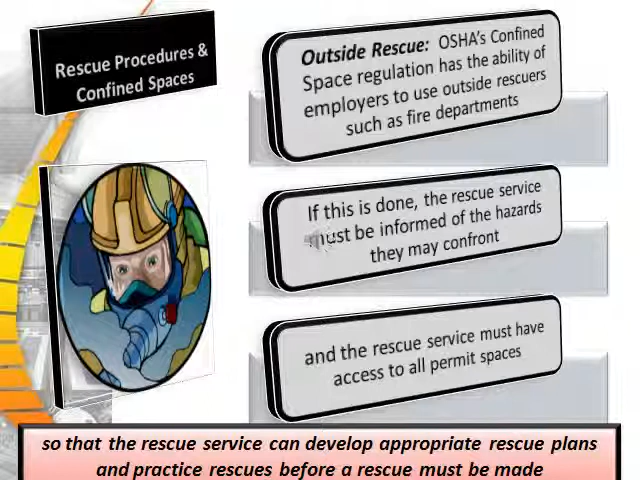 Rescue Procedures &
Confined Spaces
Outside Rescue: OSHA's Confined
Space regulation has the ability of
employers to use outside rescuers
such as fire departments
If this is done, the rescue service
must be informed of the hazards
they may confront
and the rescue service must have
access to all permit spaces
so that the rescue service can develop appropriate rescue plans
and practice rescues before a rescue must be made